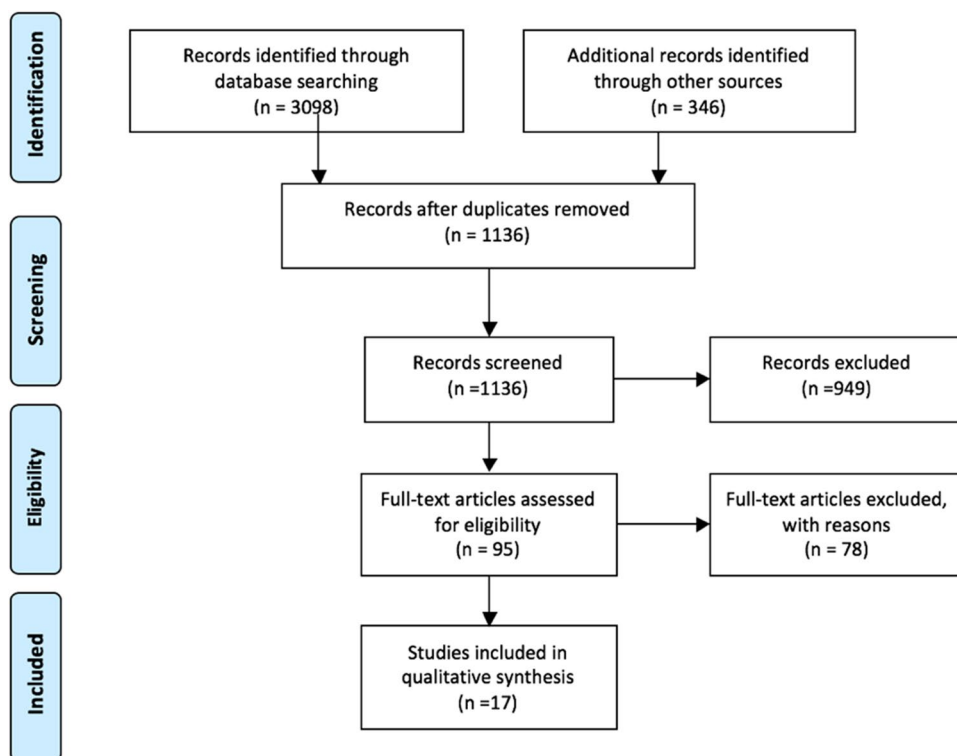 Identification
Records identified through
database searching
(n = 3098)
Additional records identified
through other sources
(n = 346)
Screening
Records after duplicates removed
(n = 1136)
Records screened
(n =1136)
Records excluded
(n =949)
Eligibility
Full-text articles assessed
for eligibility
(n = 95)
Full-text articles excluded,
with reasons
(n = 78)
Included
Studies included in
qualitative synthesis
(n =17)